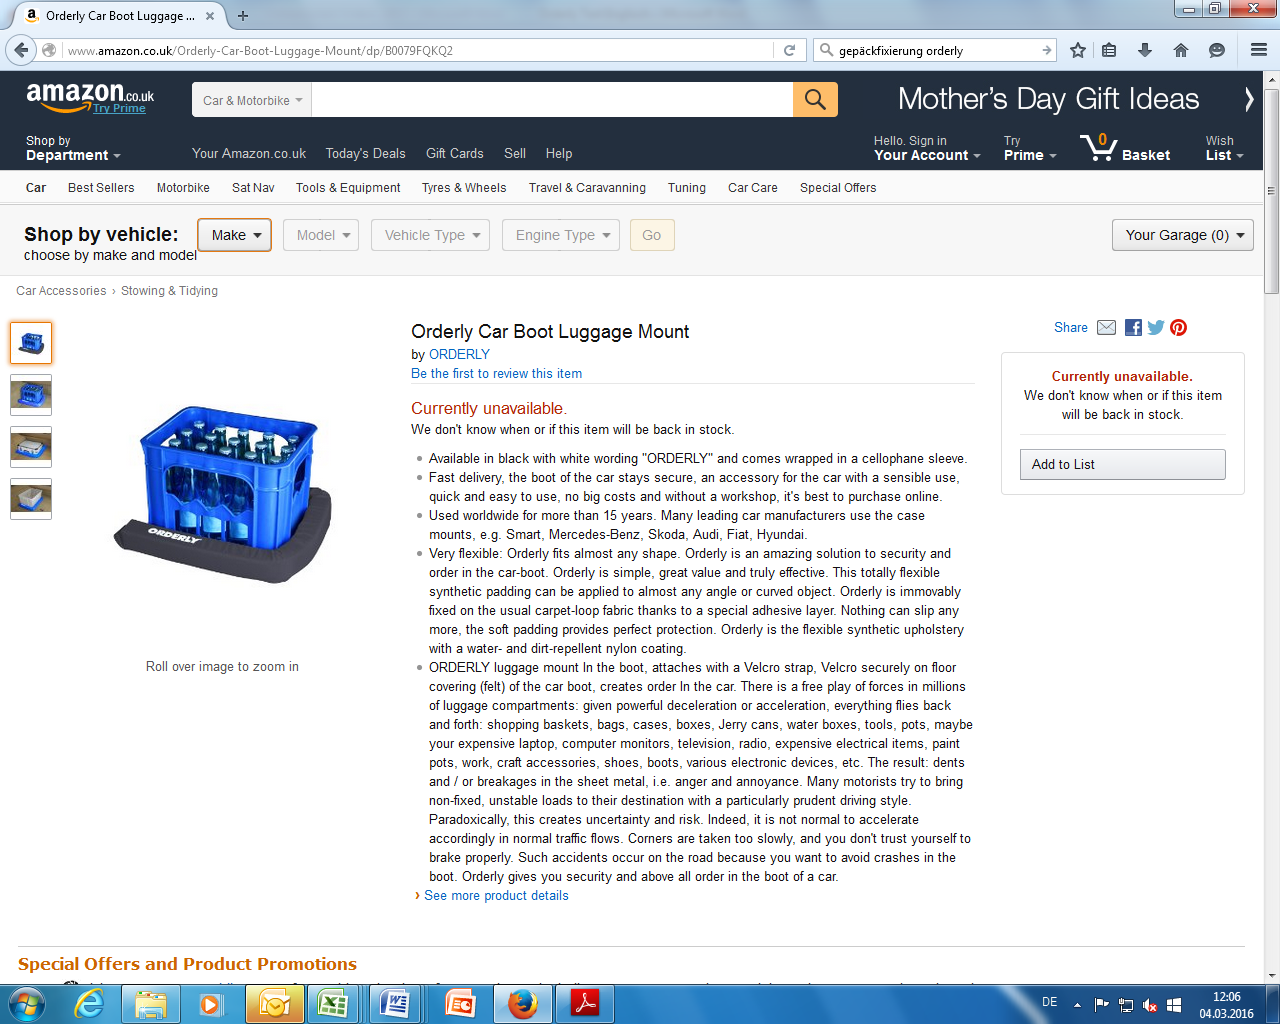 Orderly Car Boot Luggage ...
www.amazon.co.uk/Orderly-Car-Boot-Luggage-Mount/dp/B0079FQKQ2
gepäckfixierung orderly
amazon.co.uk
Try Prime
Car & Motorbike
Mother's Day Gift Ideas
Shop by
Department
Your Amazon.co.uk Today's Deals Gift Cards Sell Help
Hello. Sign in
Your Account
Try
Prime
0
Basket
Wish
List
Car Best Sellers Motorbike Sat Nav Tools & Equipment Tyres & Wheels Travel & Caravanning Tuning Car Care Special Offers
Shop by vehicle:
choose by make and model
Make Model Vehicle Type Engine Type Go
Your Garage (0)
Car Accessories › Stowing & Tidying
ORDERLY
Roll over image to zoom in
Orderly Car Boot Luggage Mount
by ORDERLY
Be the first to review this item
Currently unavailable.
We don't know when or if this item will be back in stock.
Available in black with white wording "ORDERLY" and comes wrapped in a cellophane sleeve.
Fast delivery, the boot of the car stays secure, an accessory for the car with a sensible use,
quick and easy to use, no big costs and without a workshop, it's best to purchase online.
Used worldwide for more than 15 years. Many leading car manufacturers use the case
mounts, e.g. Smart, Mercedes-Benz, Skoda, Audi, Fiat, Hyundai.
Very flexible: Orderly fits almost any shape. Orderly is an amazing solution to security and
order in the car-boot. Orderly is simple, great value and truly effective. This totally flexible
synthetic padding can be applied to almost any angle or curved object. Orderly is immovably
fixed on the usual carpet-loop fabric thanks to a special adhesive layer. Nothing can slip any
more, the soft padding provides perfect protection. Orderly is the flexible synthetic upholstery
with a water- and dirt-repellent nylon coating.
ORDERLY luggage mount In the boot, attaches with a Velcro strap, Velcro securely on floor
covering (felt) of the car boot, creates order In the car. There is a free play of forces in millions
of luggage compartments: given powerful deceleration or acceleration, everything flies back
and forth: shopping baskets, bags, cases, boxes, Jerry cans, water boxes, tools, pots, maybe
your expensive laptop, computer monitors, television, radio, expensive electrical items, paint
pots, work, craft accessories, shoes, boots, various electronic devices, etc. The result: dents
and / or breakages in the sheet metal, i.e. anger and annoyance. Many motorists try to bring
non-fixed, unstable loads to their destination with a particularly prudent driving style.
Paradoxically, this creates uncertainty and risk. Indeed, it is not normal to accelerate
accordingly in normal traffic flows. Corners are taken too slowly, and you don't trust yourself to
brake properly. Such accidents occur on the road because you want to avoid crashes in the
boot. Orderly gives you security and above all order in the boot of a car.
› See more product details
Share
Currently unavailable.
We don't know when or if this item
will be back in stock.
Add to List
Special Offers and Product Promotions
DE
12:06
04.03.2016